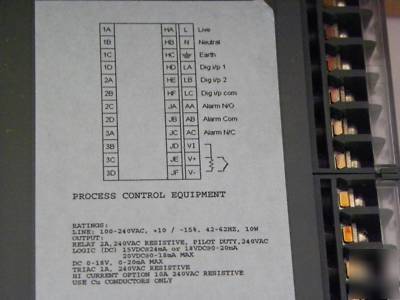 1A HA L Live
1B HB N Neutral
1C HC Earth
1D HD LA Dig i/p 1
2A HE LB Dig i/p 2
2B HF LC Dig i/p com
2C JA AA Alarm N/O
2D JB AB Alarm Com
3A JC AC Alarm N/C
3B JD VI
3C JE V+
3D JF V-
PROCESS CONTROL EQUIPMENT
RATINGS:
LINE: 100-240VAC, +10 / -15%, 42-62HZ, 10W
OUTPUT:
RELAY 2A,240VAC RESISTIVE, PILOT DUTY,240VAC
LOGIC (DC) 15VDC@24mA or 18VDC@0-20mA
20VDC@0-18mA MAX
DC 0-18V, 0-20mA MAX
TRIAC 1A, 240VAC RESISTIVE
HI CURRENT OPTION 10A 240VAC RESISTIVE
USE Cu CONDUCTORS ONLY